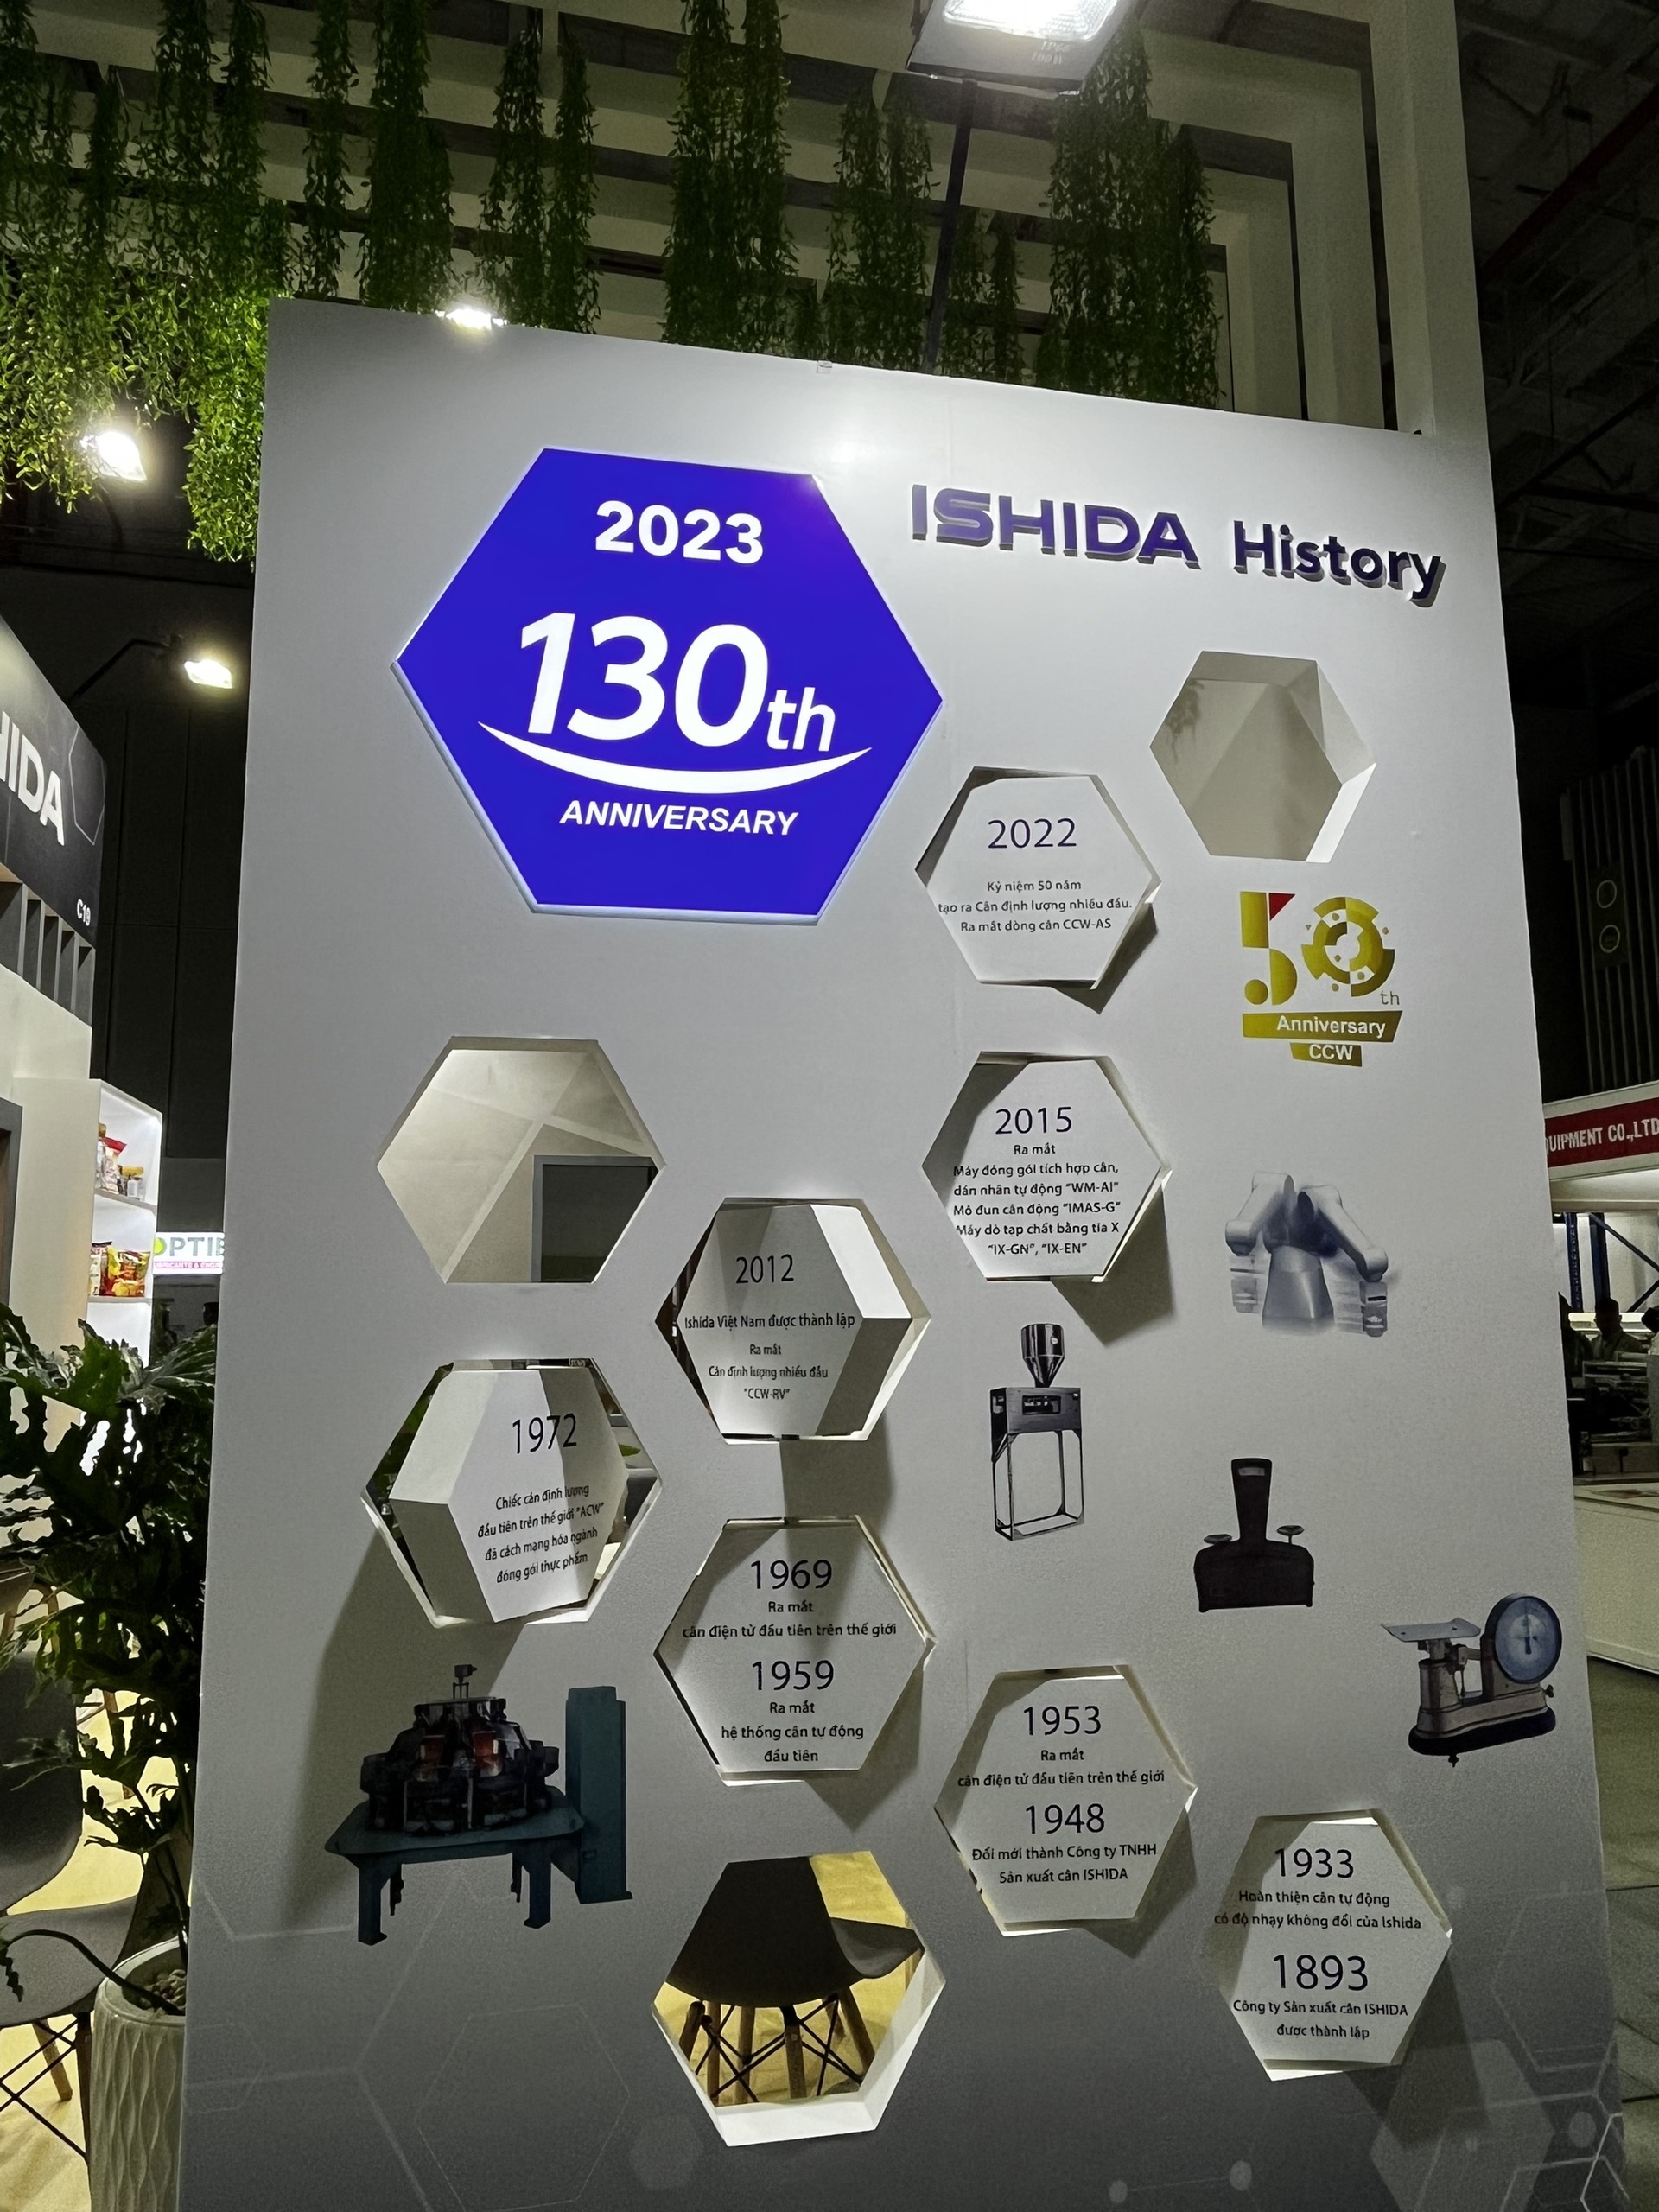 IP66
100W
ISHIDA History
2023
130th
ANNIVERSARY
2022
Kỷ niệm 50 năm
tạo ra Cân định lượng nhiều đầu.
Ra mắt dòng cân CCW-AS
50th
Anniversary
CCW
2015
Ra mắt
Máy đóng gói tích hợp cân,
dán nhãn tự động "WM-AI"
Mô đun cân động "IMAS-G"
Máy dò tạp chất bằng tia X
"IX-GN", "IX-EN"
2012
Ishida Việt Nam được thành lập
Ra mắt
Cân định lượng nhiều đầu
"CCW-RV"
1972
Chiếc cân định lượng
đầu tiên trên thế giới "ACW"
đã cách mạng hóa ngành
đóng gói thực phẩm
1969
Ra mắt
cân điện tử đầu tiên trên thế giới
1959
Ra mắt
hệ thống cân tự động
đầu tiên
1953
Ra mắt
cân điện tử đầu tiên trên thế giới
1948
Đổi mới thành Công ty TNHH
Sản xuất cân ISHIDA
1933
Hoàn thiện cân tự động
có độ nhạy không đổi của Ishida
1893
Công ty Sản xuất cân ISHIDA
được thành lập
HIDA
C19
OPTIB
QUIPMENT CO.,LTD